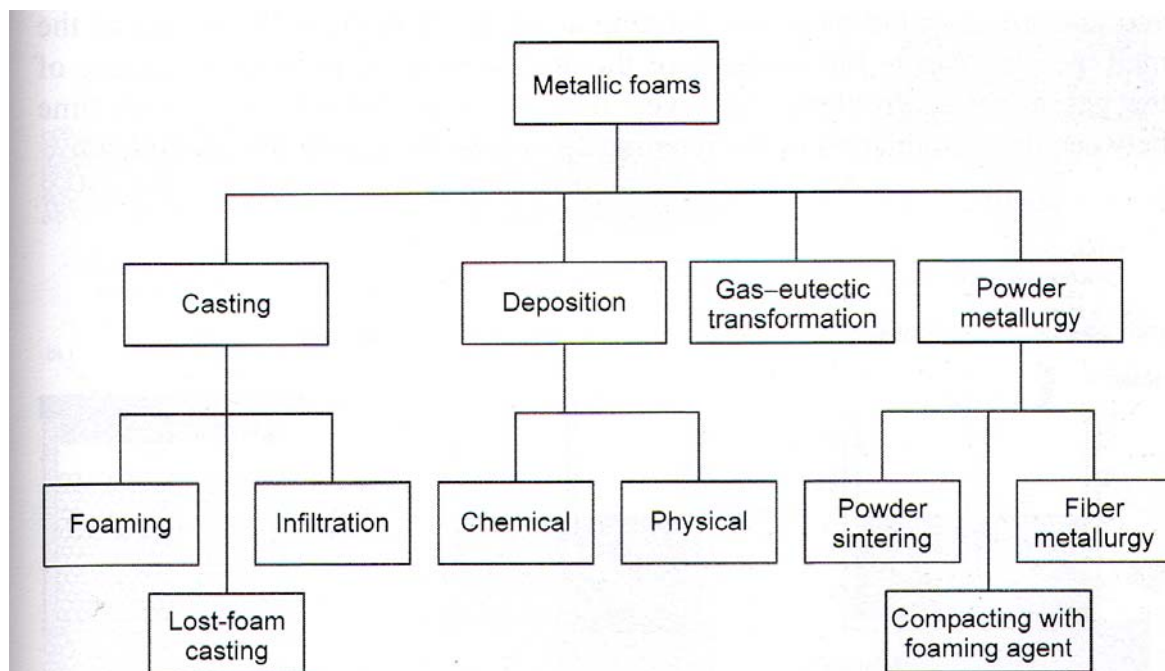 Metallic foams
Casting
Deposition
Gas–eutectic
transformation
Powder
metallurgy
Foaming
Infiltration
Chemical
Physical
Powder
sintering
Fiber
metallurgy
Lost-foam
casting
Compacting with
foaming agent